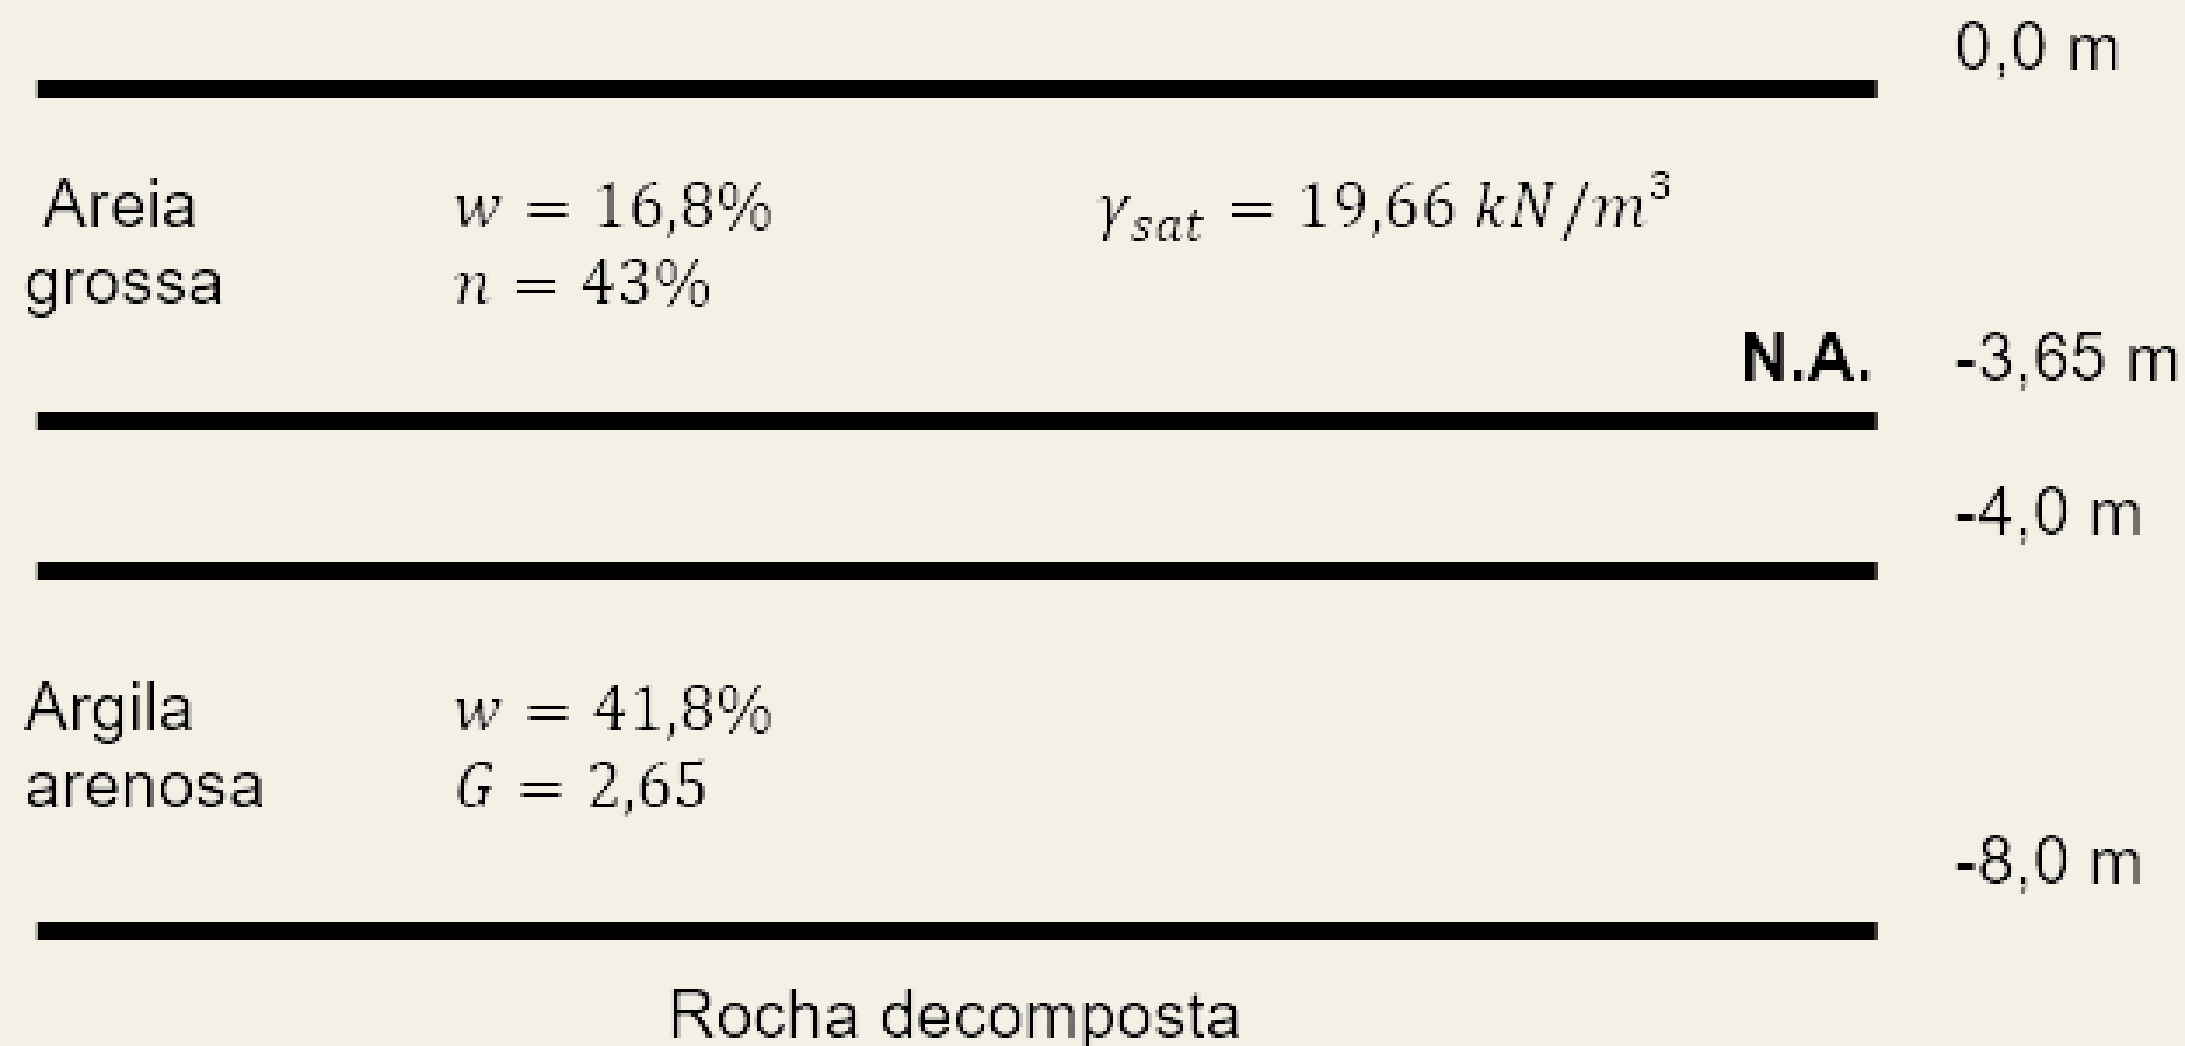 0,0 m
Areia w = 16,8% γsat = 19,66 kN/m³
grossa n = 43%
N.A. -3,65 m
-4,0 m
Argila w = 41,8%
arenosa G = 2,65
-8,0 m
Rocha decomposta